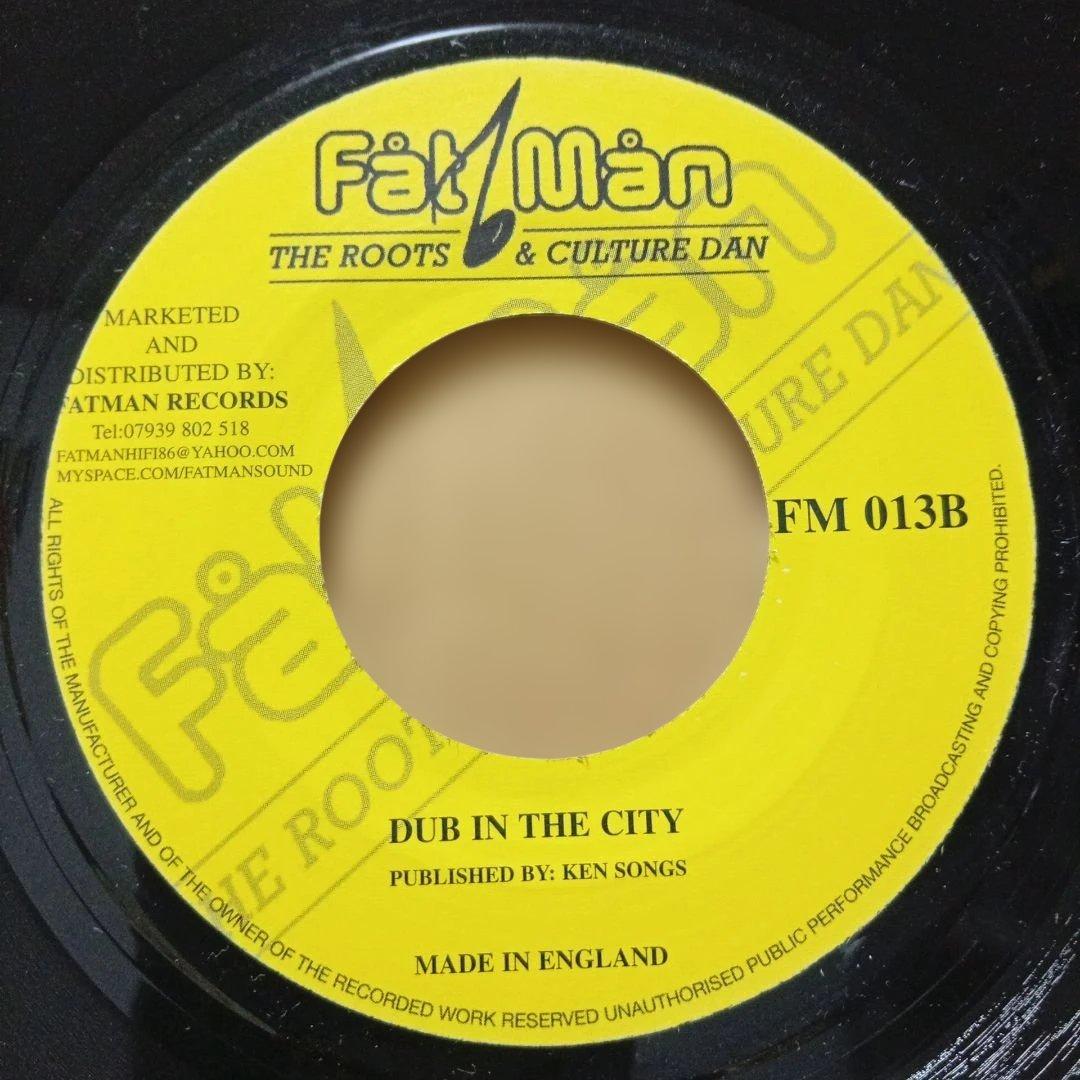 Fåt Mån
THE ROOTS & CULTURE DAN
MARKETED
AND
DISTRIBUTED BY:
FATMAN RECORDS
Tel:07939 802 518
FATMANHIFI86@YAHOO.COM
MYSPACE.COM/FATMANSOUND
FM 013B
DUB IN THE CITY
PUBLISHED BY: KEN SONGS
MADE IN ENGLAND
ALL RIGHTS OF THE MANUFACTURER AND OF THE OWNER OF THE RECORDED WORK RESERVED UNAUTHORISED PUBLIC PERFORMANCE BROADCASTING AND COPYING PROHIBITED.